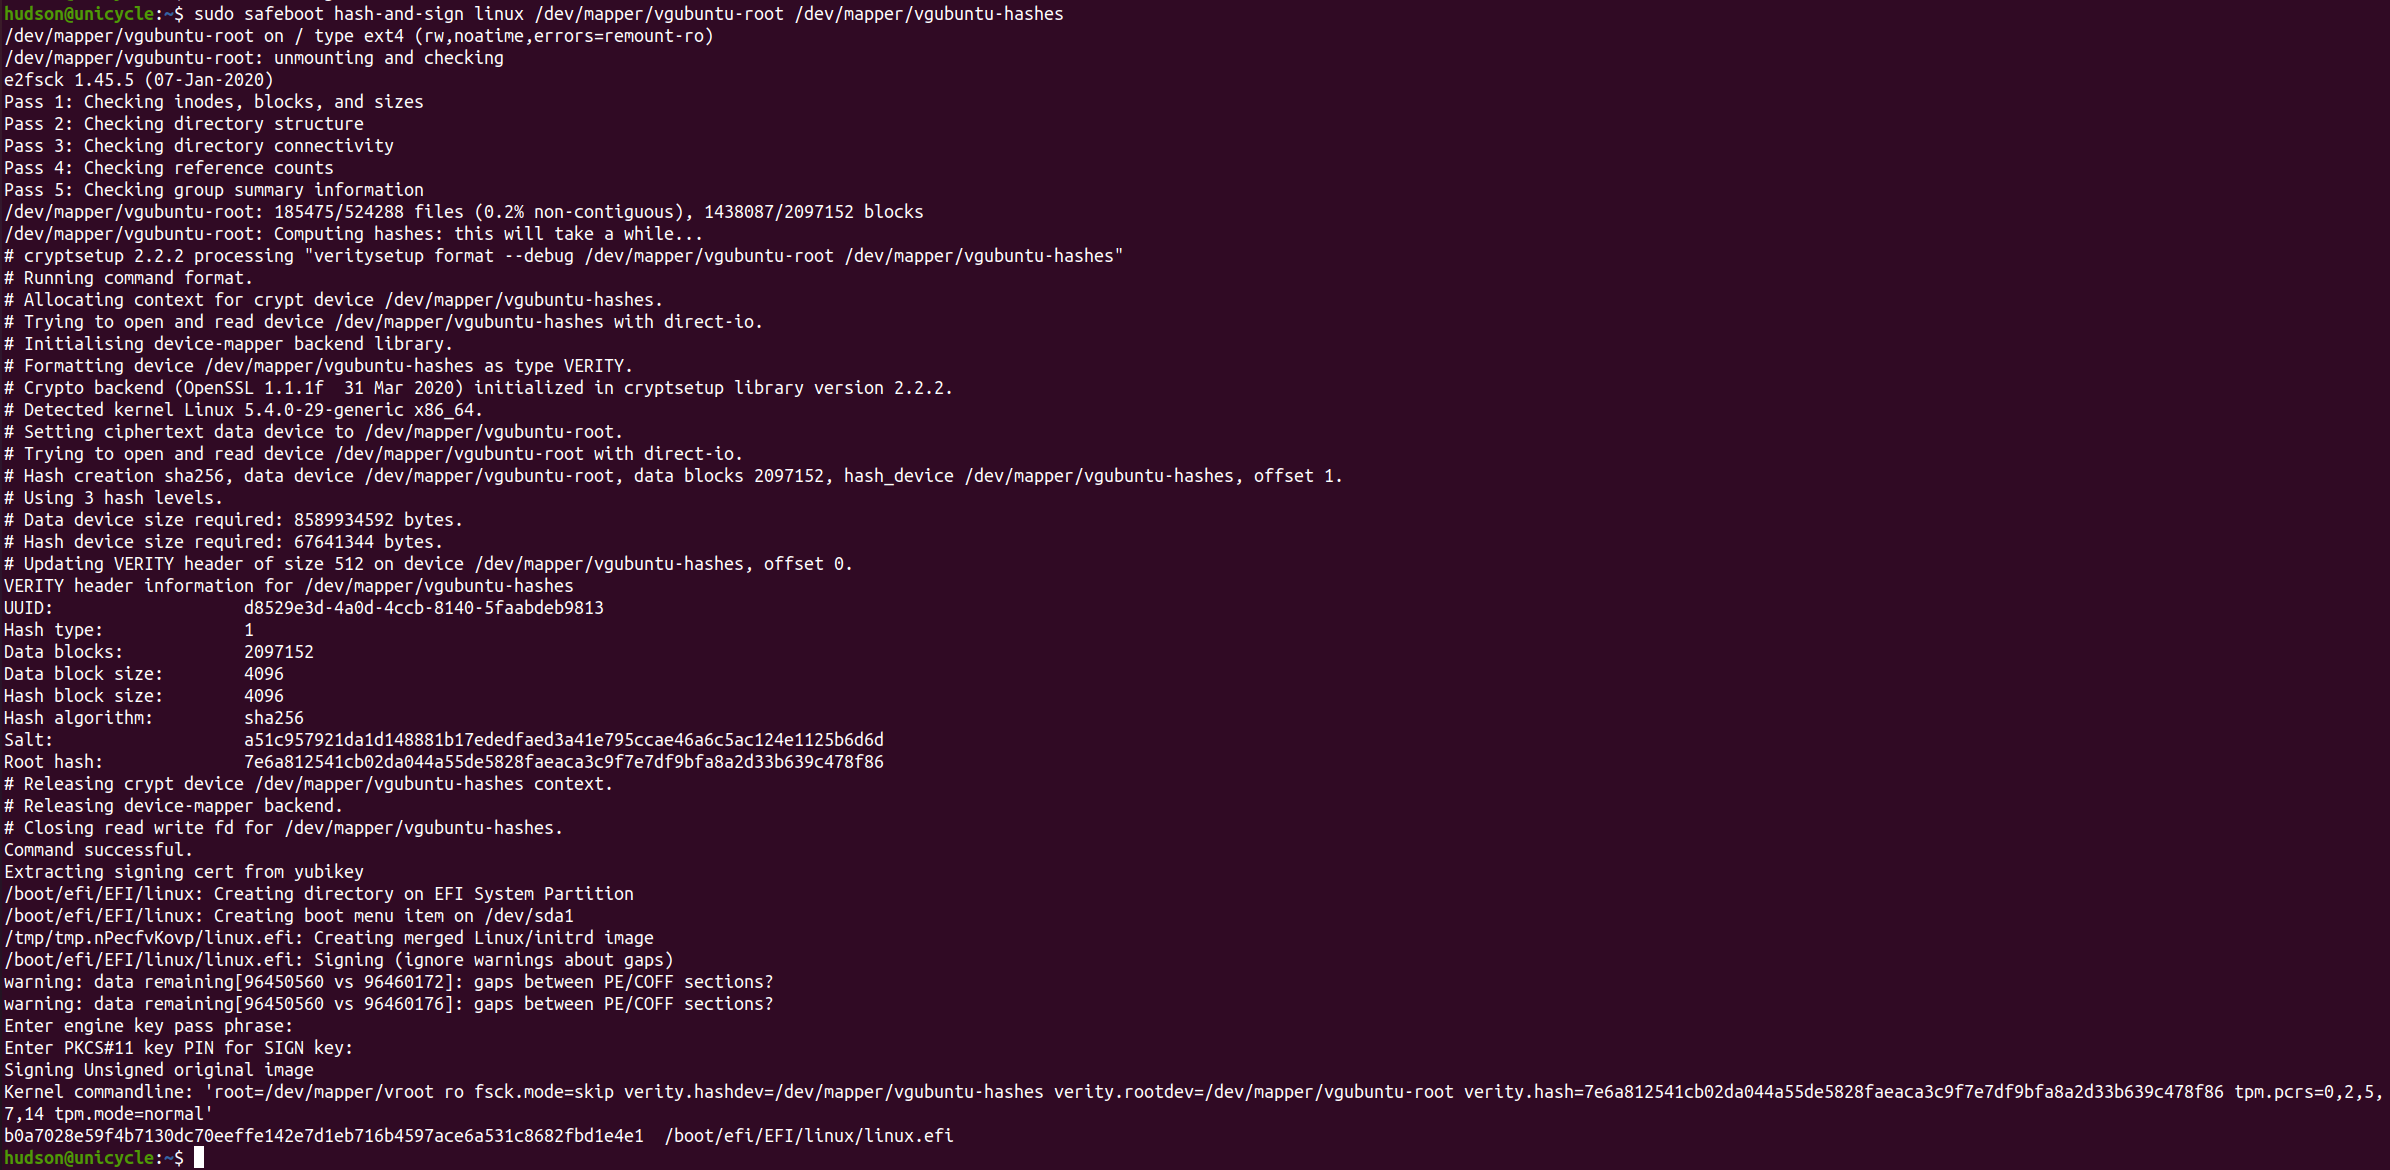 hudson@unicycle:~$ sudo safeboot hash-and-sign linux /dev/mapper/vgubuntu-root /dev/mapper/vgubuntu-hashes
/dev/mapper/vgubuntu-root on / type ext4 (rw,noatime,errors=remount-ro)
/dev/mapper/vgubuntu-root: unmounting and checking
e2fsck 1.45.5 (07-Jan-2020)
Pass 1: Checking inodes, blocks, and sizes
Pass 2: Checking directory structure
Pass 3: Checking directory connectivity
Pass 4: Checking reference counts
Pass 5: Checking group summary information
/dev/mapper/vgubuntu-root: 185475/524288 files (0.2% non-contiguous), 1438087/2097152 blocks
/dev/mapper/vgubuntu-root: Computing hashes: this will take a while...
# cryptsetup 2.2.2 processing "veritysetup format --debug /dev/mapper/vgubuntu-root /dev/mapper/vgubuntu-hashes"
# Running command format.
# Allocating context for crypt device /dev/mapper/vgubuntu-hashes.
# Trying to open and read device /dev/mapper/vgubuntu-hashes with direct-io.
# Initialising device-mapper backend library.
# Formatting device /dev/mapper/vgubuntu-hashes as type VERITY.
# Crypto backend (OpenSSL 1.1.1f  31 Mar 2020) initialized in cryptsetup library version 2.2.2.
# Detected kernel Linux 5.4.0-29-generic x86_64.
# Setting ciphertext data device to /dev/mapper/vgubuntu-root.
# Trying to open and read device /dev/mapper/vgubuntu-root with direct-io.
# Hash creation sha256, data device /dev/mapper/vgubuntu-root, data blocks 2097152, hash_device /dev/mapper/vgubuntu-hashes, offset 1.
# Using 3 hash levels.
# Data device size required: 8589934592 bytes.
# Hash device size required: 67641344 bytes.
# Updating VERITY header of size 512 on device /dev/mapper/vgubuntu-hashes, offset 0.
VERITY header information for /dev/mapper/vgubuntu-hashes
UUID:                   d8529e3d-4a0d-4ccb-8140-5faabdeb9813
Hash type:              1
Data blocks:            2097152
Data block size:        4096
Hash block size:        4096
Hash algorithm:         sha256
Salt:                   a51c957921da1d148881b17ededfaed3a41e795ccae46a6c5ac124e1125b6d6d
Root hash:              7e6a812541cb02da044a55de5828faeaca3c9f7e7df9bfa8a2d33b639c478f86
# Releasing crypt device /dev/mapper/vgubuntu-hashes context.
# Releasing device-mapper backend.
# Closing read write fd for /dev/mapper/vgubuntu-hashes.
Command successful.
Extracting signing cert from yubikey
/boot/efi/EFI/linux: Creating directory on EFI System Partition
/boot/efi/EFI/linux: Creating boot menu item on /dev/sda1
/tmp/tmp.nPecfvKovp/linux.efi: Creating merged Linux/initrd image
/boot/efi/EFI/linux/linux.efi: Signing (ignore warnings about gaps)
warning: data remaining[96450560 vs 96460172]: gaps between PE/COFF sections?
warning: data remaining[96450560 vs 96460176]: gaps between PE/COFF sections?
Enter engine key pass phrase:
Enter PKCS#11 key PIN for SIGN key:
Signing Unsigned original image
Kernel commandline: 'root=/dev/mapper/vroot ro fsck.mode=skip verity.hashdev=/dev/mapper/vgubuntu-hashes verity.rootdev=/dev/mapper/vgubuntu-root verity.hash=7e6a812541cb02da044a55de5828faeaca3c9f7e7df9bfa8a2d33b639c478f86 tpm.pcrs=0,2,5,
7,14 tpm.mode=normal'
b0a7028e59f4b7130dc70eeffe142e7d1eb716b4597ace6a531c8682fbd1e4e1  /boot/efi/EFI/linux/linux.efi
hudson@unicycle:~$